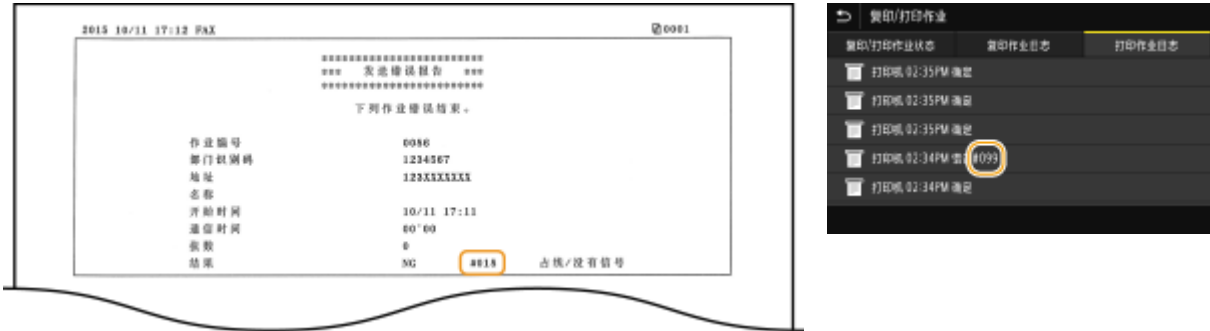 2015 10/11 17:12 FAX 0001
************************
*** 发送错误报告 ***
************************
下列作业错误结束。
作业编号 0086
部门识别码 1234567
地址 123XXXXXXX
名称
开始时间 10/11 17:11
通信时间 00'00
张数 0
结果 NG #018 占线/没有信号
复印/打印作业
复印/打印作业状态 复印作业日志 打印作业日志
打印机 02:35PM 确定
打印机 02:35PM 确定
打印机 02:35PM 确定
打印机 02:34PM #099
打印机 02:34PM 确定